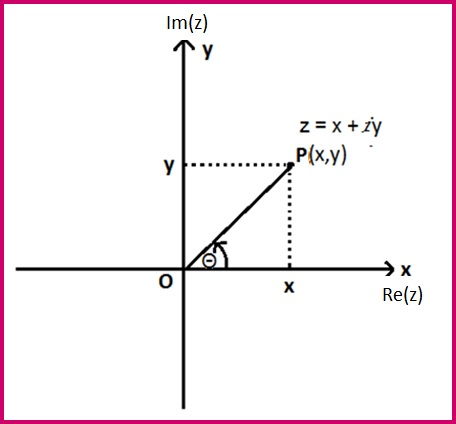 Im(z)
y
z = x + iy
P(x,y)
y
Θ
O
x
x
Re(z)